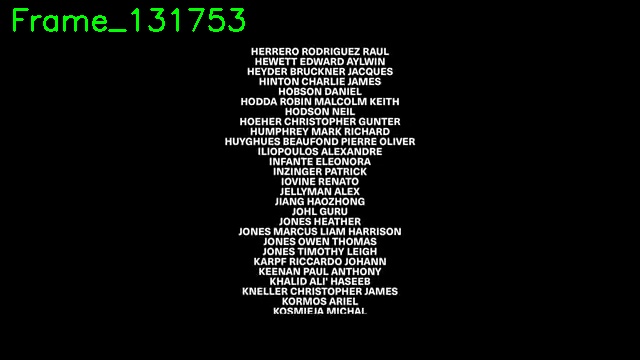 Frame_131753
HERRERO RODRIGUEZ RAUL
HEWETT EDWARD AYLWIN
HEYDER BRUCKNER JACQUES
HINTON CHARLIE JAMES
HOBSON DANIEL
HODDA ROBIN MALCOLM KEITH
HODSON NEIL
HOEHER CHRISTOPHER GUNTER
HUMPHREY MARK RICHARD
HUYGHUES BEAUFOND PIERRE OLIVER
ILIOPOULOS ALEXANDRE
INFANTE ELEONORA
INZINGER PATRICK
IOVINE RENATO
JELLYMAN ALEX
JIANG HAOZHONG
JOHL GURU
JONES HEATHER
JONES MARCUS LIAM HARRISON
JONES OWEN THOMAS
JONES TIMOTHY LEIGH
KARPF RICCARDO JOHANN
KEENAN PAUL ANTHONY
KHALID ALI' HASEEB
KNELLER CHRISTOPHER JAMES
KORMOS ARIEL
KOSMIEJA MICHAL